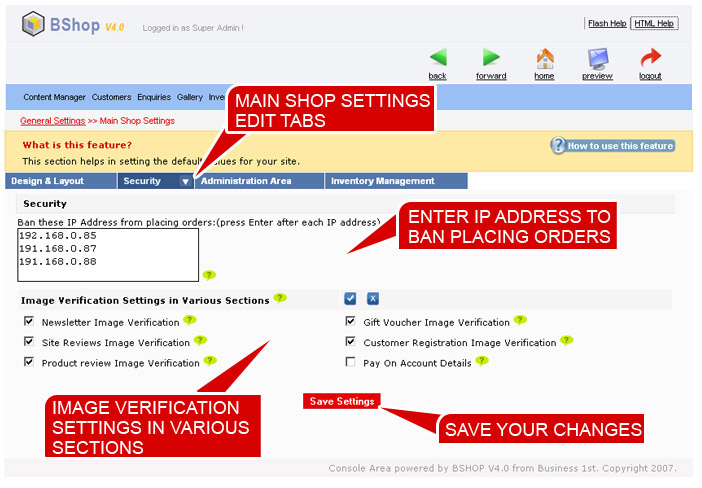 BShop V4.0 Logged in as Super Admin !
Flash Help HTML Help
back forward home preview logout
Content Manager Customers Enquiries Gallery
MAIN SHOP SETTINGS
EDIT TABS
General Settings >> Main Shop Settings
What is this feature?
? How to use this feature
This section helps in setting the default values for your site.
Design & Layout Security Administration Area Inventory Management
Security
Ban these IP Address from placing orders:(press Enter after each IP address)
192.168.0.85
191.168.0.87
191.168.0.88
?
ENTER IP ADDRESS TO
BAN PLACING ORDERS
Image Verification Settings in Various Sections ? X
Newsletter Image Verification ? Gift Voucher Image Verification ?
Site Reviews Image Verification ? Customer Registration Image Verification ?
Product review Image Verification ? Pay On Account Details ?
IMAGE VERIFICATION
SETTINGS IN VARIOUS
SECTIONS
Save Settings
SAVE YOUR CHANGES
Console Area powered by BSHOP V4.0 from Business 1st. Copyright 2007.